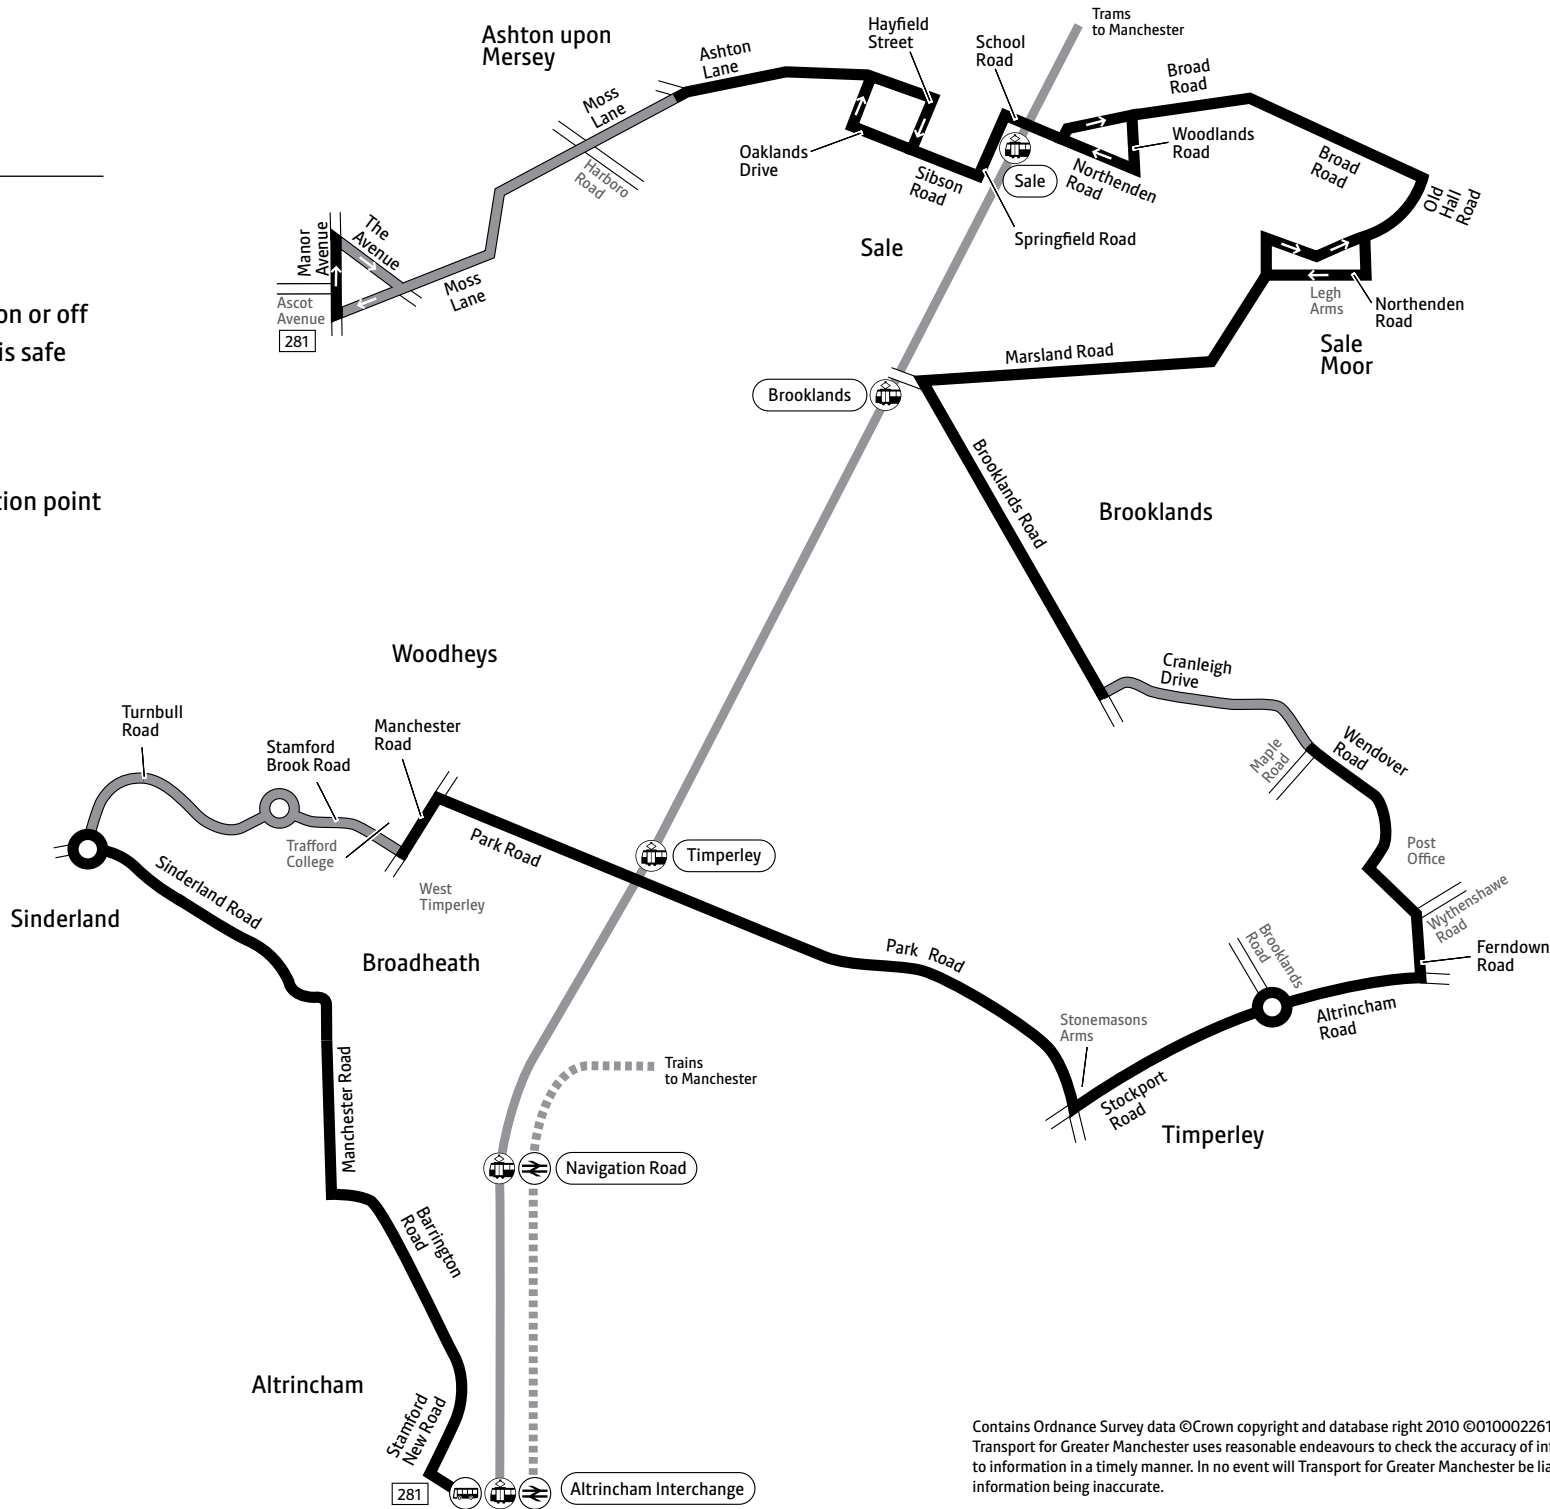 Trams
to Manchester
Hayfield
Street
School
Road
Ashton upon
Mersey
Ashton
Lane
Broad
Road
Moss
Lane
Woodlands
Road
Oaklands
Drive
Harboro
Road
Sibson
Road
Sale
Northenden
Road
Broad
Road
Old
Hall
Road
Manor
Avenue
The
Avenue
Sale
Springfield Road
Moss
Lane
Ascot
Avenue
281
Legh
Arms
Northenden
Road
on or off
is safe
Sale
Moor
Marsland Road
Brooklands
Brooklands Road
tion point
Brooklands
Woodheys
Cranleigh
Drive
Turnbull
Road
Manchester
Road
Stamford
Brook Road
Maple
Road
Wendover
Road
Trafford
College
Park Road
Timperley
Post
Office
Sinderland Road
West
Timperley
Sinderland
Wythenshawe
Road
Broadheath
Park Road
Brooklands
Road
Ferndown
Road
Altrincham
Road
Stonemasons
Arms
Trains
to Manchester
Manchester Road
Stockport
Road
Timperley
Navigation Road
Barrington
Road
Altrincham
Stamford
New Road
281
Altrincham Interchange
Contains Ordnance Survey data ©Crown copyright and database right 2010 ©0100022610
Transport for Greater Manchester uses reasonable endeavours to check the accuracy of
to information in a timely manner. In no event will Transport for Greater Manchester be
information being inaccurate.